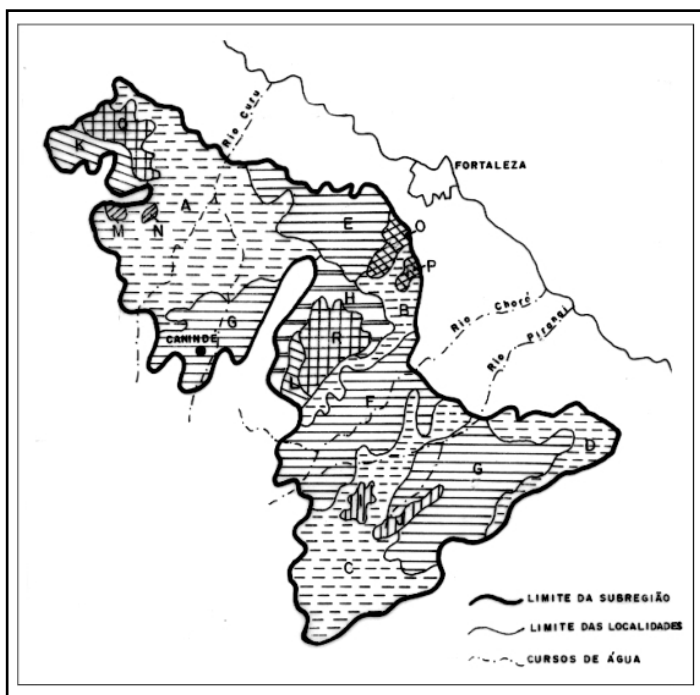 Rio Curu
FORTALEZA
Q
K
A
M
N
E
O
P
H
B
Rio Choró
Rio Pirangi
G
CANINDÉ
R
L
F
D
G
I
J
C
LIMITE DA SUBREGIÃO
LIMITE DAS LOCALIDADES
CURSOS DE ÁGUA